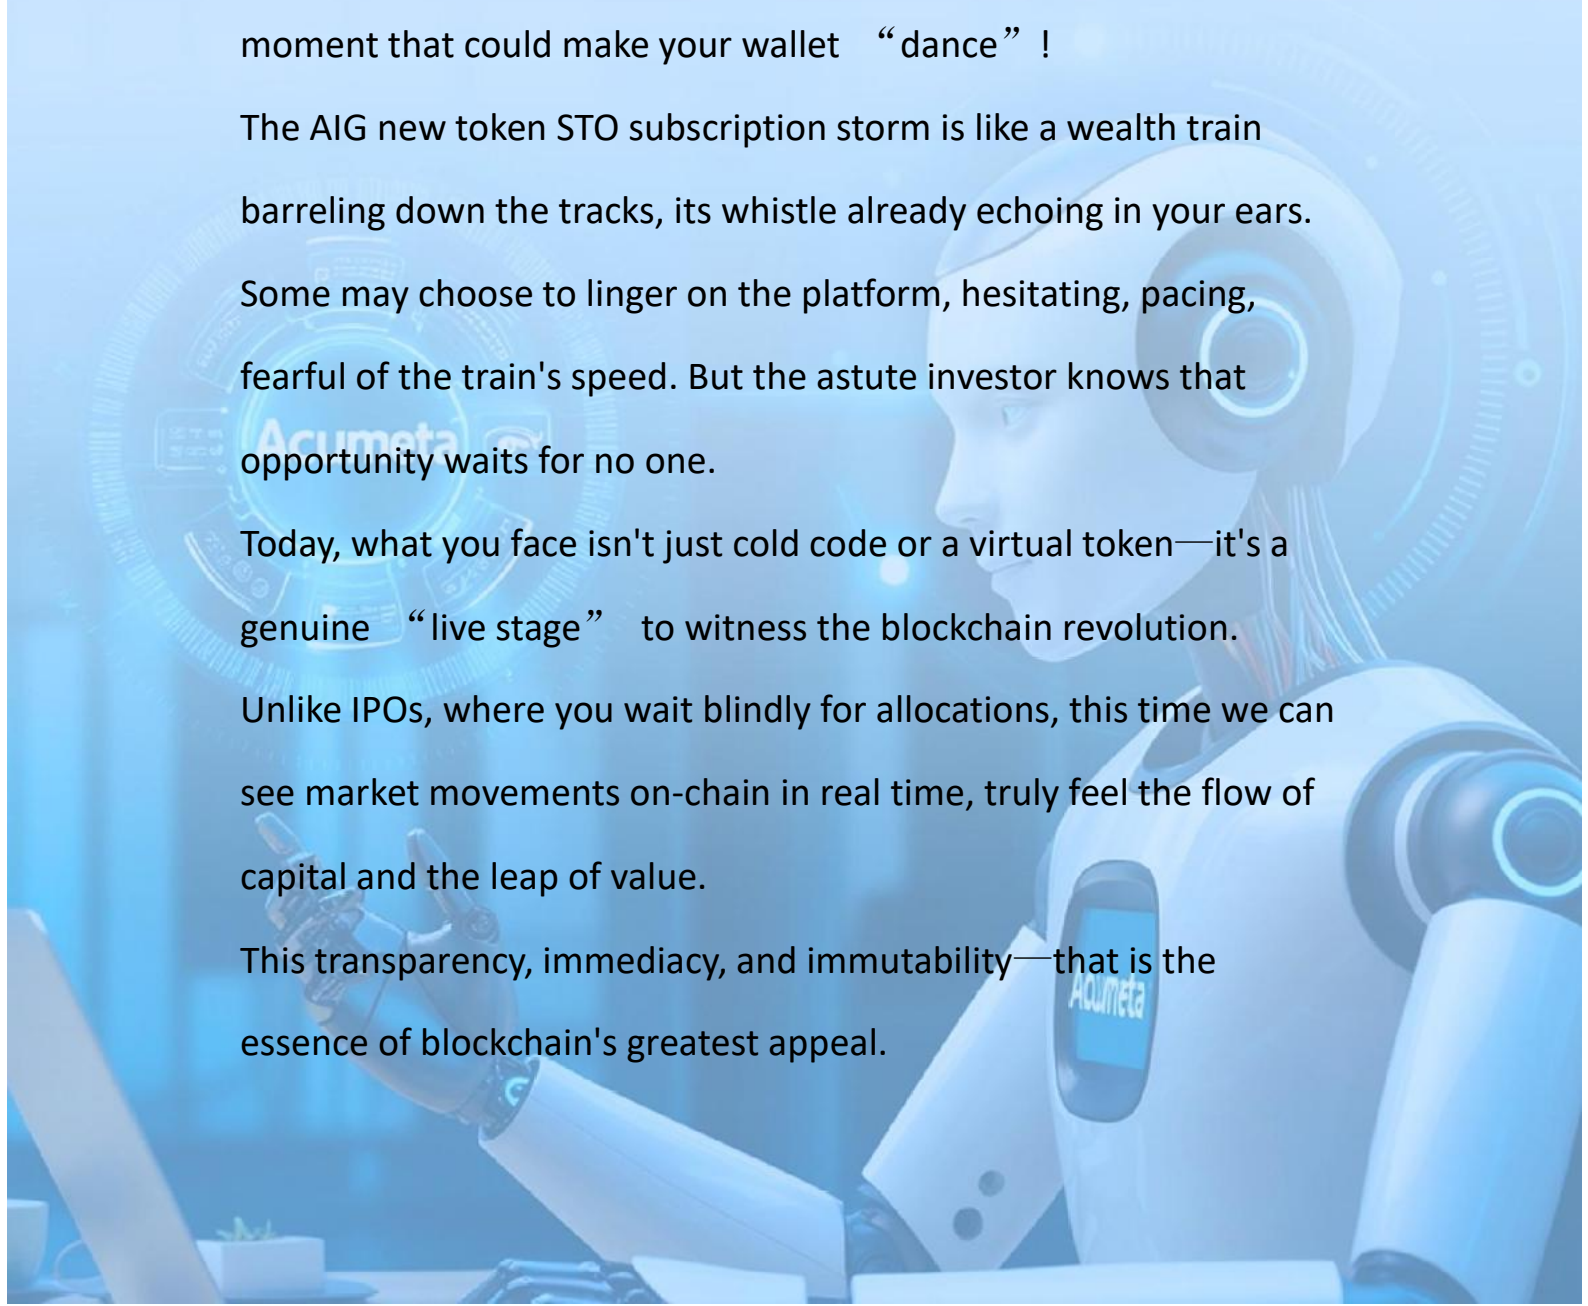 moment that could make your wallet “dance”!
The AIG new token STO subscription storm is like a wealth train
barreling down the tracks, its whistle already echoing in your ears.
Some may choose to linger on the platform, hesitating, pacing,
fearful of the train's speed. But the astute investor knows that
Acumeta
opportunity waits for no one.
Today, what you face isn't just cold code or a virtual token—it's a
genuine “live stage” to witness the blockchain revolution.
Unlike IPOs, where you wait blindly for allocations, this time we can
see market movements on-chain in real time, truly feel the flow of
capital and the leap of value.
This transparency, immediacy, and immutability—that is the
Acumeta
essence of blockchain's greatest appeal.